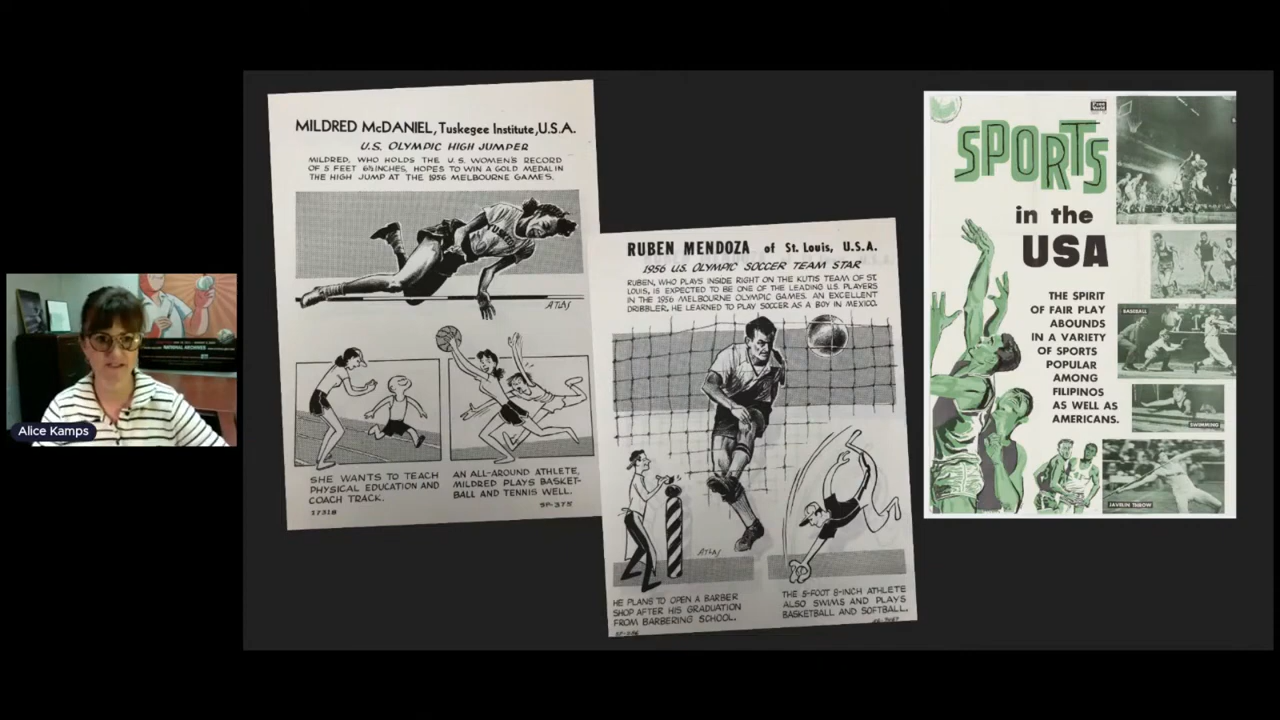 Alice Kamps
NATIONAL ARCHIVES
MILDRED McDANIEL, Tuskegee Institute, U.S.A.
U.S. OLYMPIC HIGH JUMPER
MILDRED, WHO HOLDS THE U.S. WOMEN'S RECORD
OF 5 FEET 6½ INCHES, HOPES TO WIN A GOLD MEDAL IN
THE HIGH JUMP AT THE 1956 MELBOURNE GAMES.
ATLAS
SHE WANTS TO TEACH
PHYSICAL EDUCATION AND
COACH TRACK.
AN ALL-AROUND ATHLETE,
MILDRED PLAYS BASKET-
BALL AND TENNIS WELL.
RUBEN MENDOZA of St. Louis, U.S.A.
1956 U.S. OLYMPIC SOCCER TEAM STAR
RUBEN, WHO PLAYS INSIDE RIGHT ON THE KUTIS TEAM OF ST.
LOUIS, IS EXPECTED TO BE ONE OF THE LEADING U.S. PLAYERS
IN THE 1956 MELBOURNE OLYMPIC GAMES. AN EXCELLENT
DRIBBLER, HE LEARNED TO PLAY SOCCER AS A BOY IN MEXICO.
ATLAS
HE PLANS TO OPEN A BARBER
SHOP AFTER HIS GRADUATION
FROM BARBERING SCHOOL.
THE 5-FOOT 8-INCH ATHLETE
ALSO SWIMS AND PLAYS
BASKETBALL AND SOFTBALL.
SPORTS
in the
USA
THE SPIRIT
OF FAIR PLAY
ABOUNDS
IN A VARIETY
OF SPORTS
POPULAR
AMONG
FILIPINOS
AS WELL AS
AMERICANS.
BASEBALL
SWIMMING
JAVELIN THROW